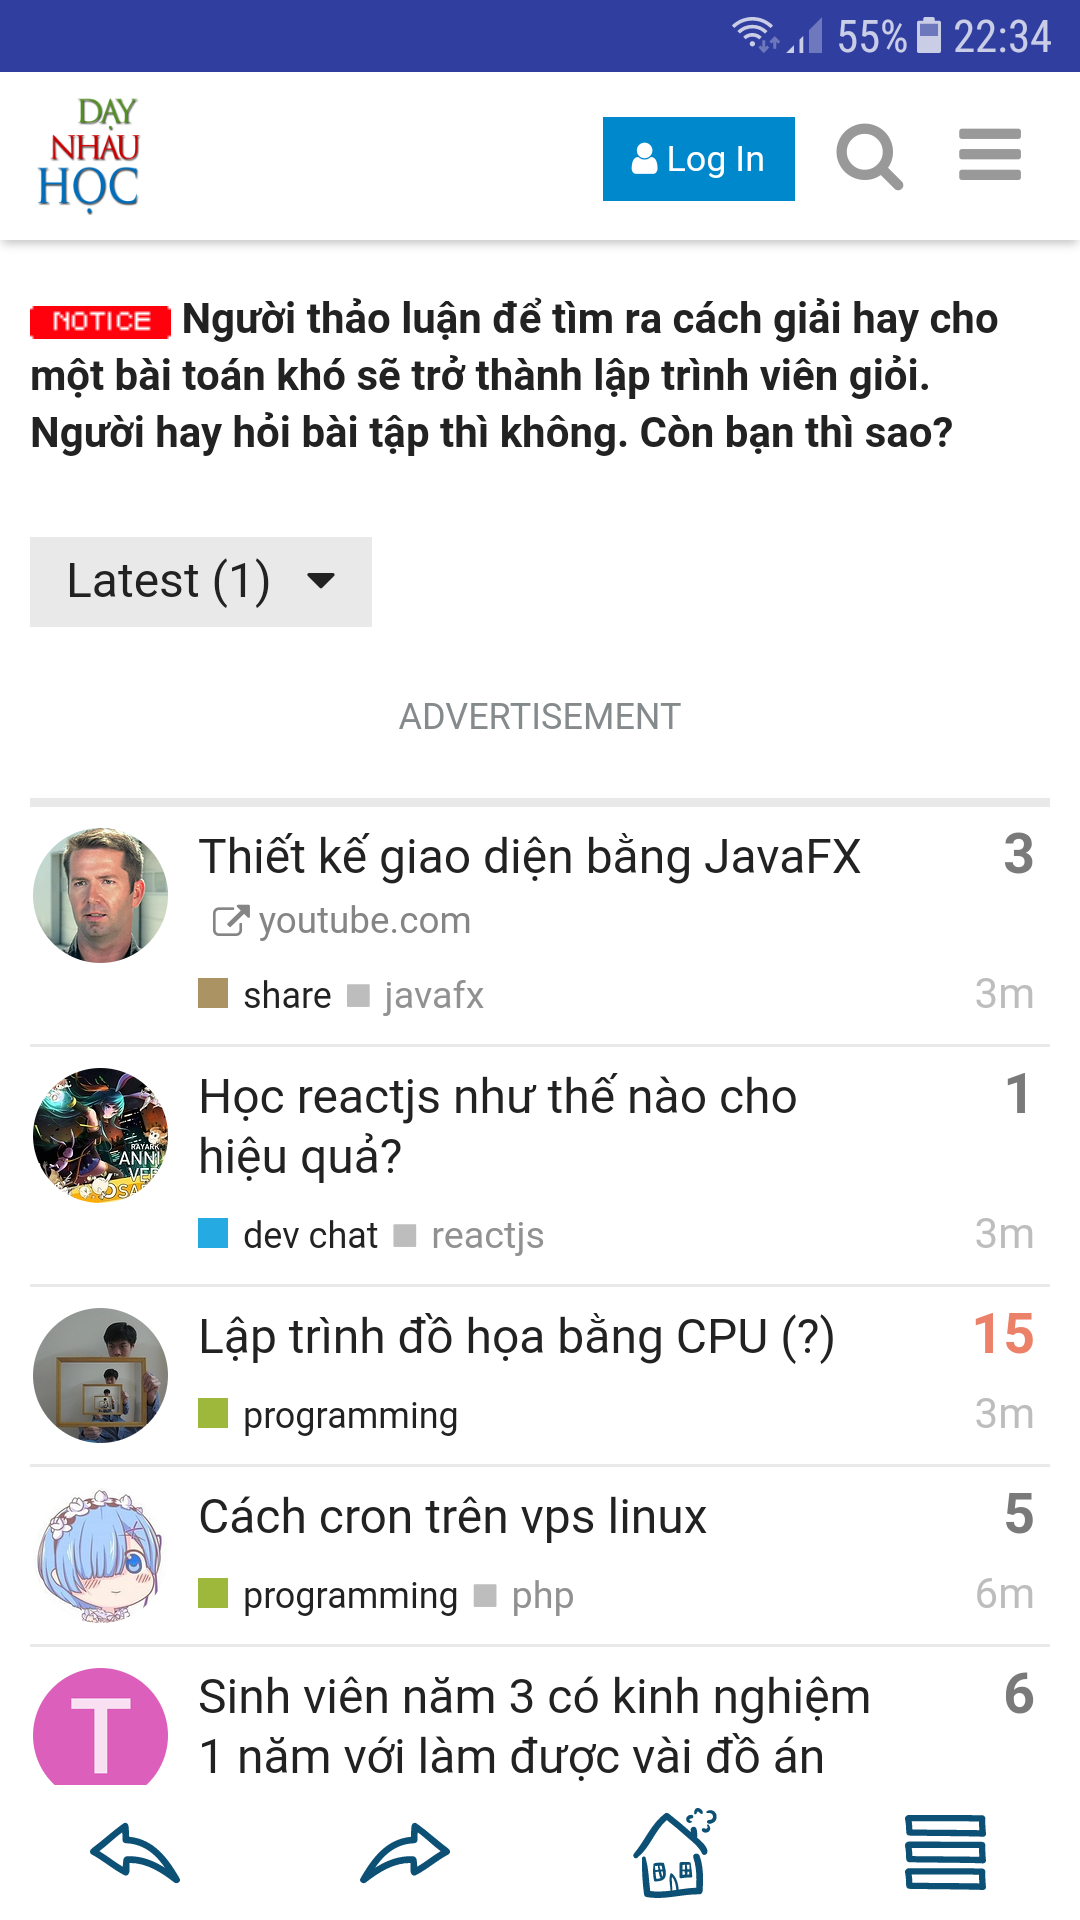 55% 22:34
DẠY
NHAU
HỌC
Log In
NOTICE Người thảo luận để tìm ra cách giải hay cho
một bài toán khó sẽ trở thành lập trình viên giỏi.
Người hay hỏi bài tập thì không. Còn bạn thì sao?
Latest (1)
ADVERTISEMENT
Thiết kế giao diện bằng JavaFX 3
youtube.com
share javafx 3m
Học reactjs như thế nào cho 1
hiệu quả?
dev chat reactjs 3m
Lập trình đồ họa bằng CPU (?) 15
programming 3m
Cách cron trên vps linux 5
programming php 6m
T
Sinh viên năm 3 có kinh nghiệm 6
1 năm với làm được vài đồ án